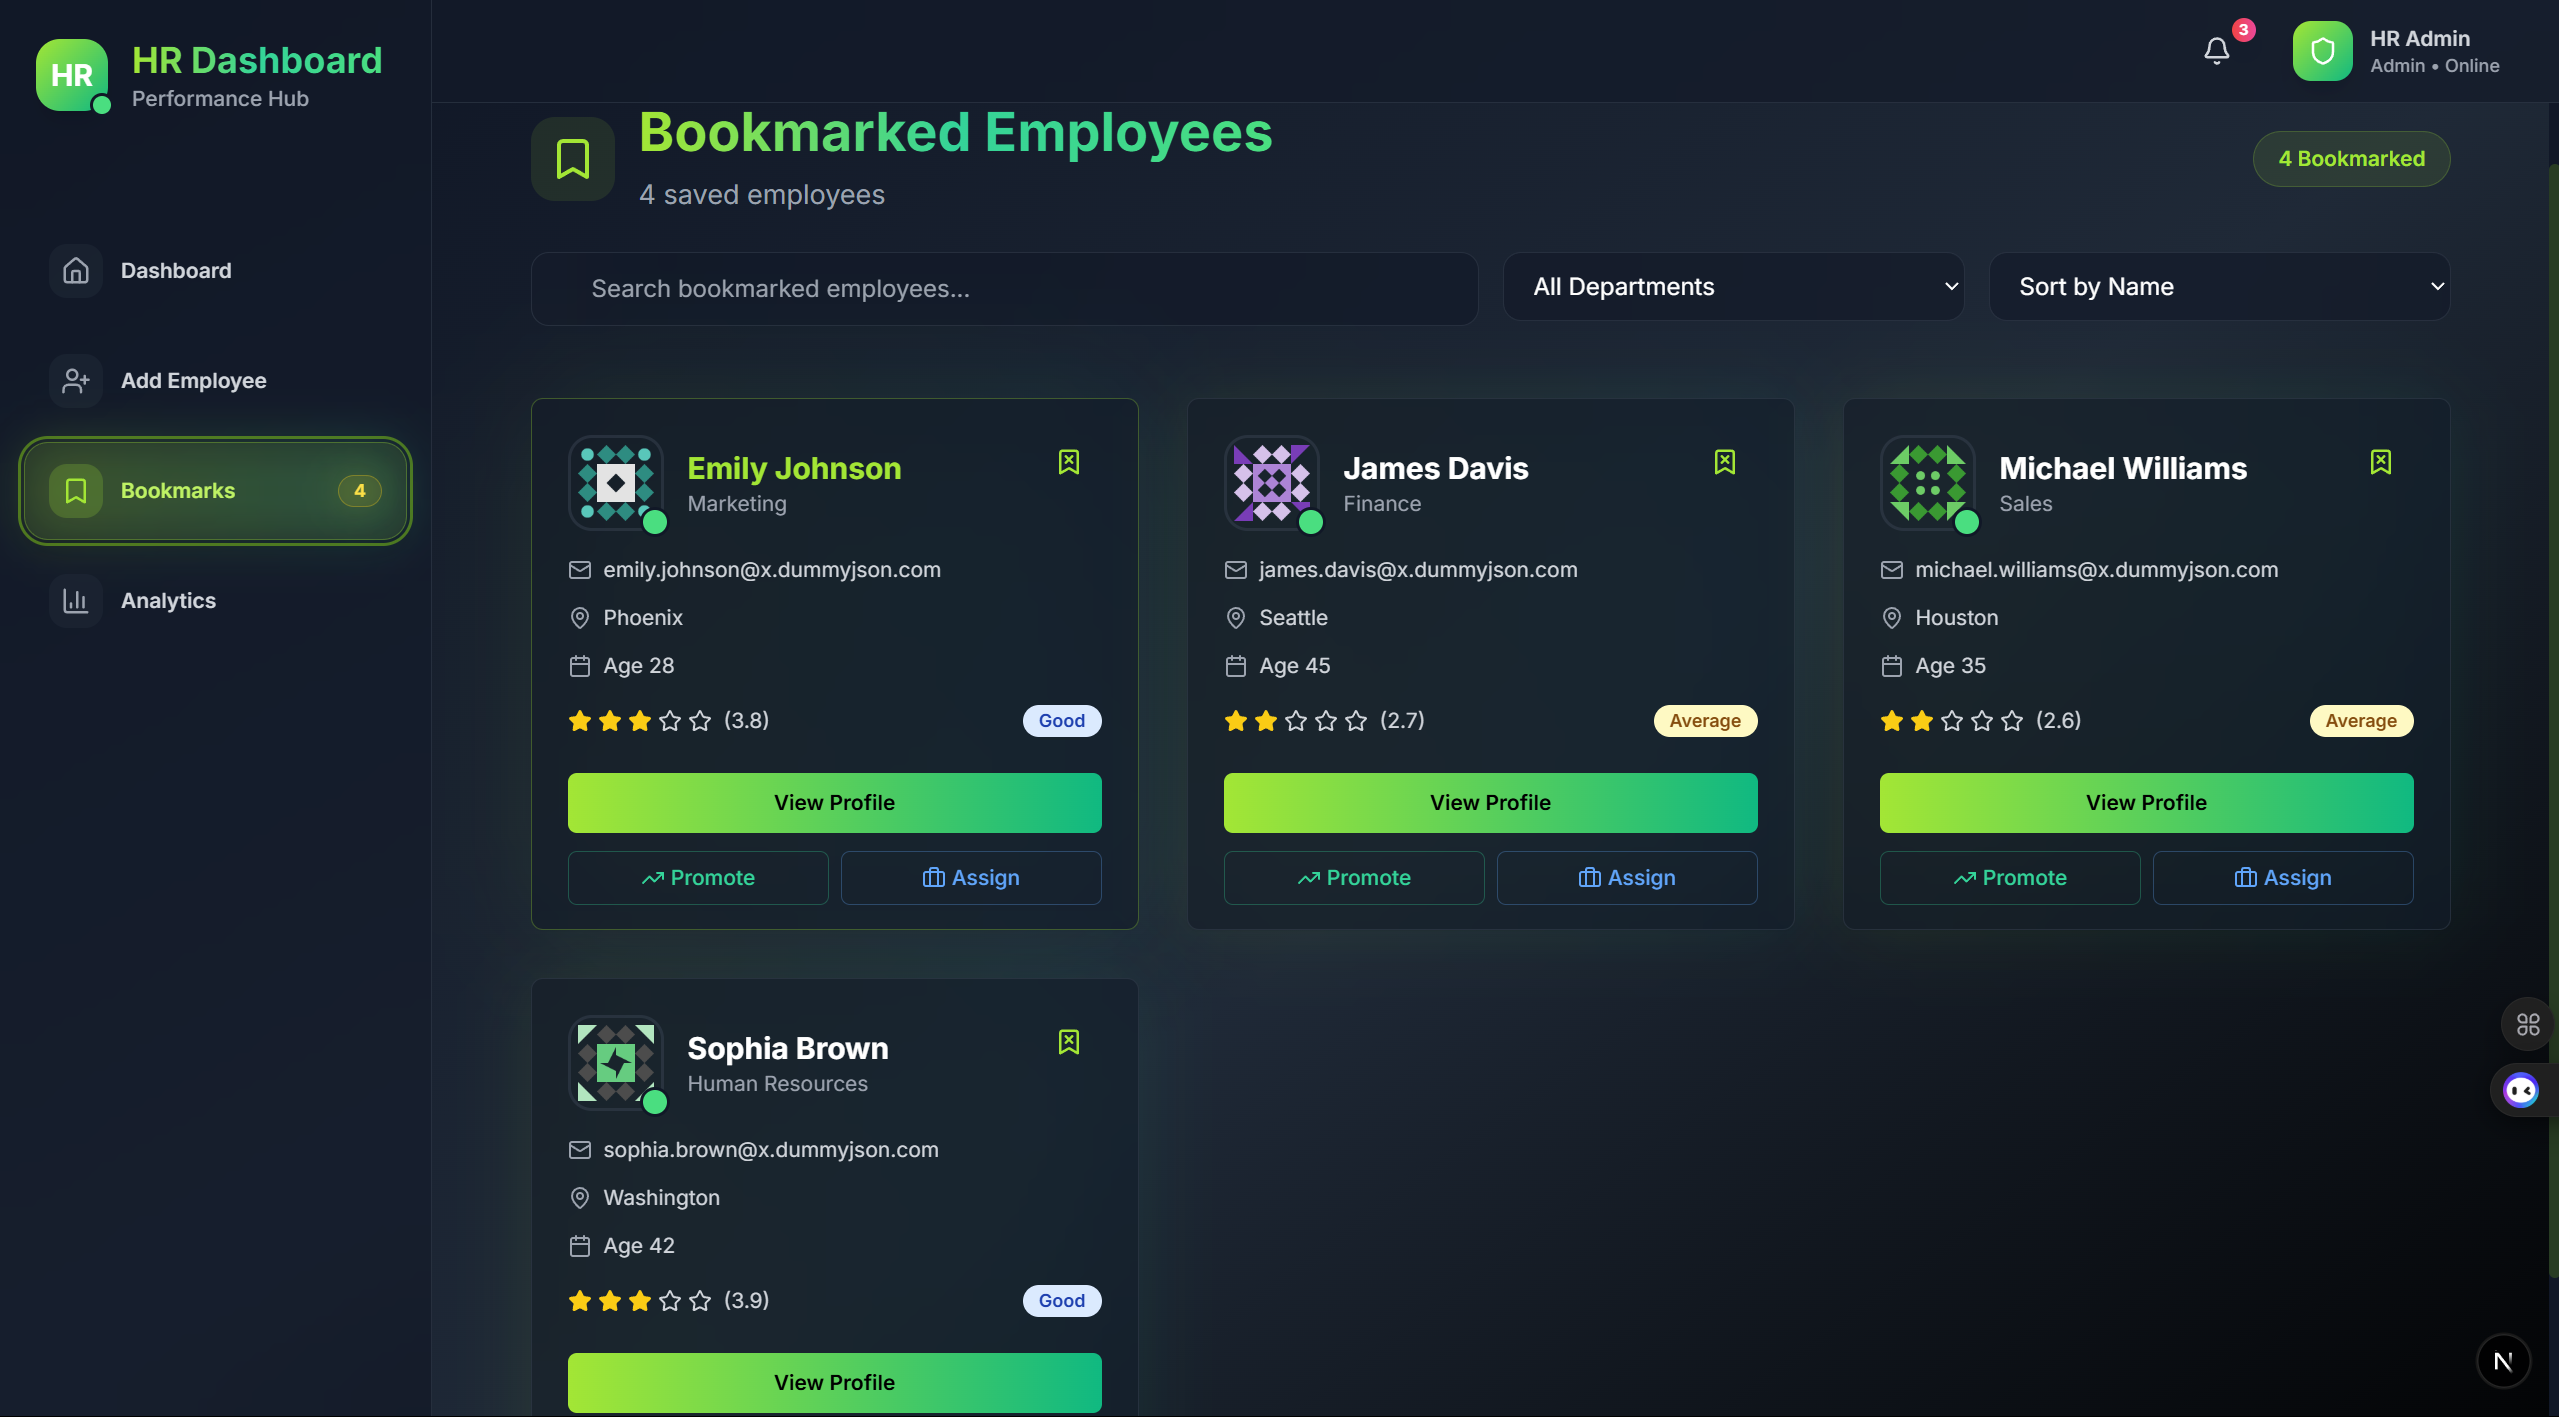 HR
HR Dashboard
Performance Hub
3
HR Admin
Admin • Online
Dashboard
Add Employee
Bookmarks
4
Analytics
Bookmarked Employees
4 saved employees
4 Bookmarked
Search bookmarked employees...
All Departments
Sort by Name
Emily Johnson
Marketing
emily.johnson@x.dummyjson.com
Phoenix
Age 28
(3.8)
Good
View Profile
Promote
Assign
James Davis
Finance
james.davis@x.dummyjson.com
Seattle
Age 45
(2.7)
Average
View Profile
Promote
Assign
Michael Williams
Sales
michael.williams@x.dummyjson.com
Houston
Age 35
(2.6)
Average
View Profile
Promote
Assign
Sophia Brown
Human Resources
sophia.brown@x.dummyjson.com
Washington
Age 42
(3.9)
Good
View Profile
N